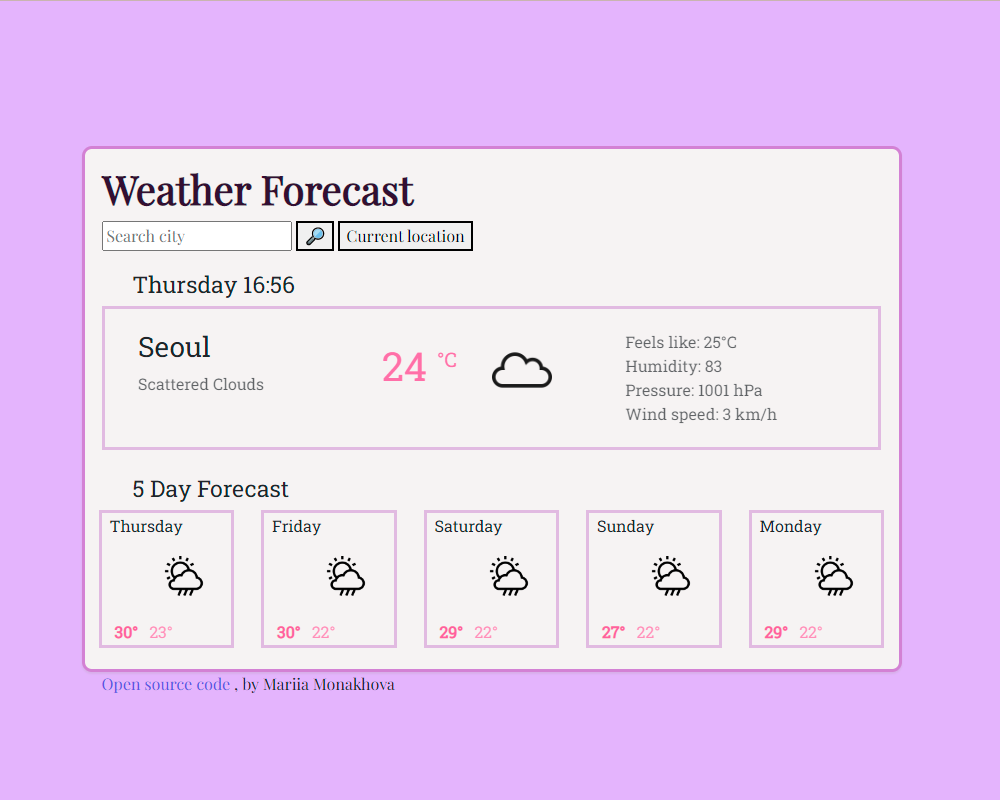 Weather Forecast
Search city
Current location
Thursday 16:56
Seoul
Scattered Clouds
24 °C
Feels like: 25°C
Humidity: 83
Pressure: 1001 hPa
Wind speed: 3 km/h
5 Day Forecast
Thursday
30° 23°
Friday
30° 22°
Saturday
29° 22°
Sunday
27° 22°
Monday
29° 22°
Open source code , by Mariia Monakhova